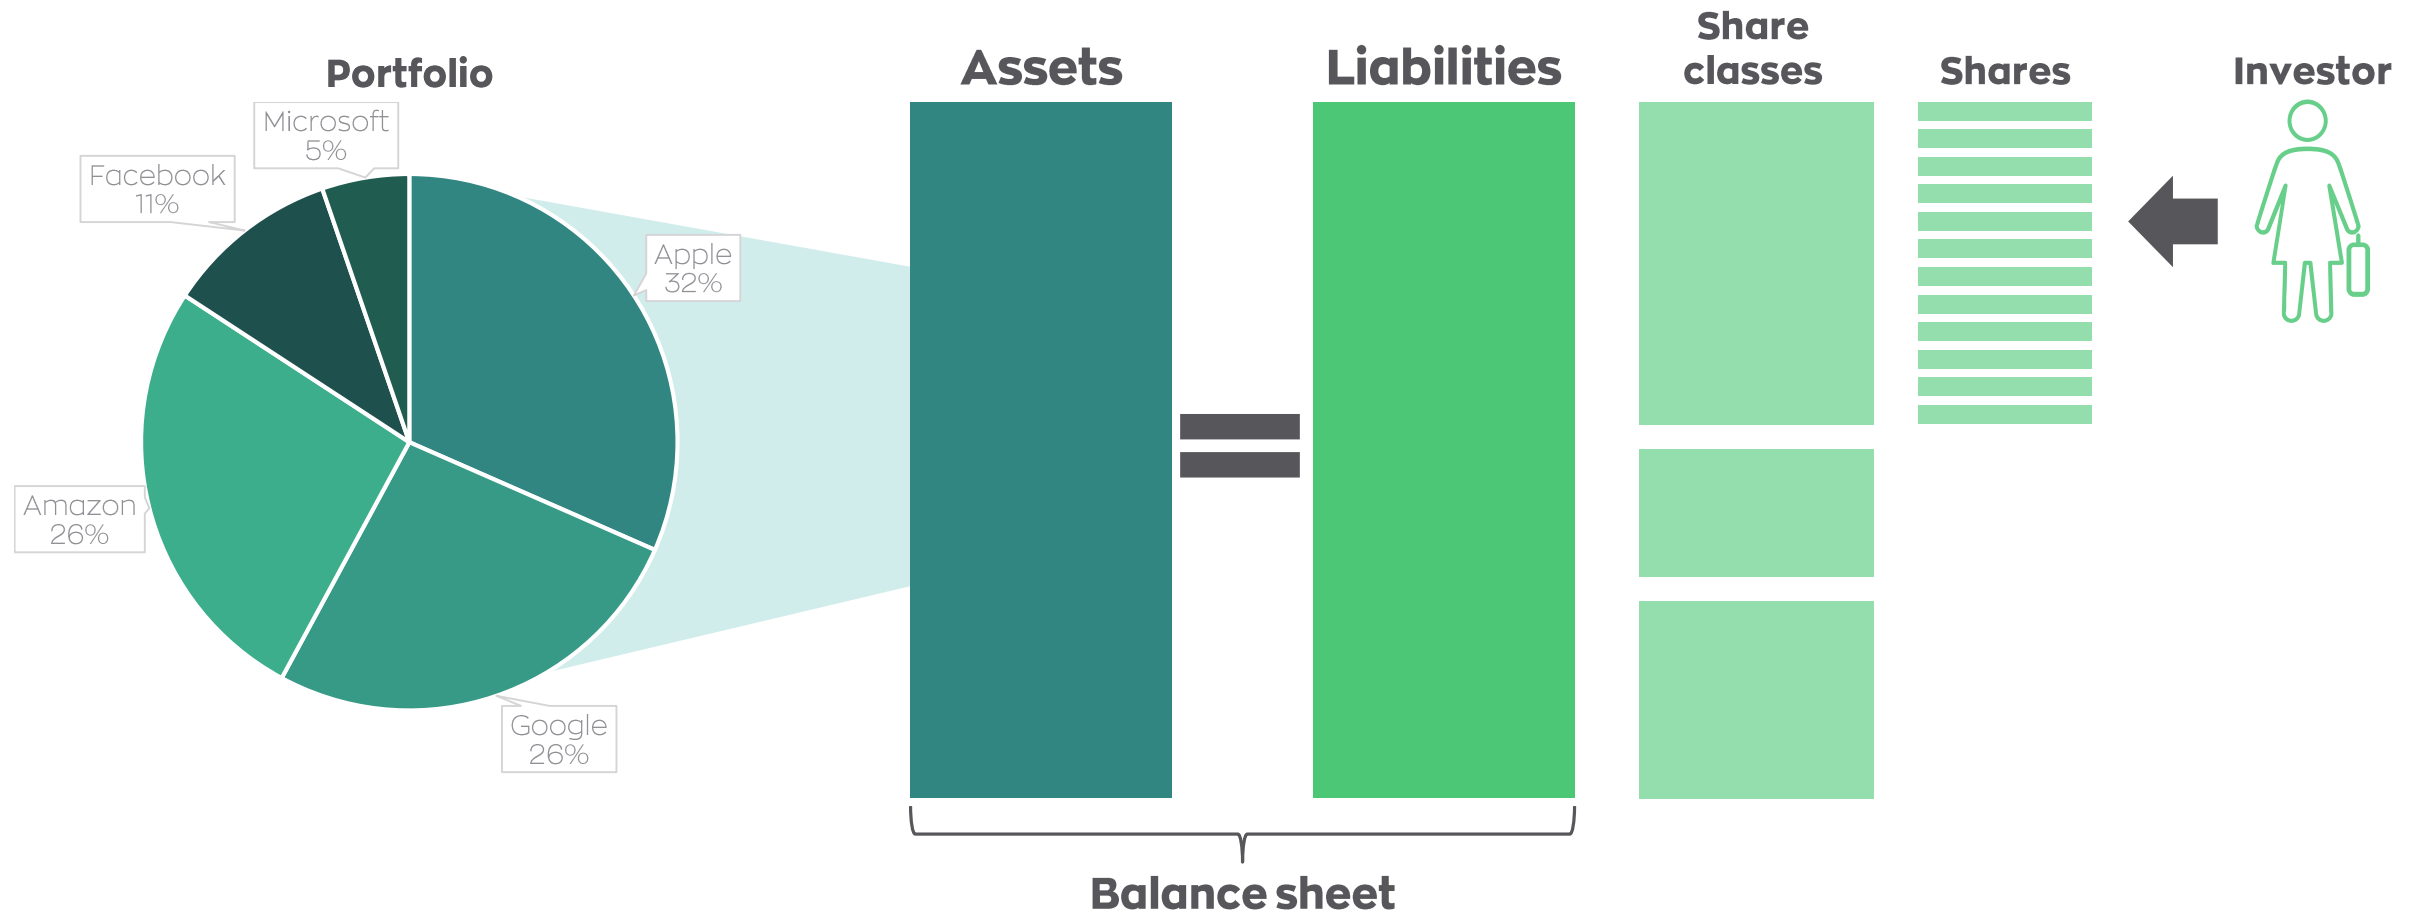 Portfolio
Microsoft
5%
Facebook
11%
Apple
32%
Amazon
26%
Google
26%
Assets
Liabilities
Share
classes
Shares
Investor
Balance sheet